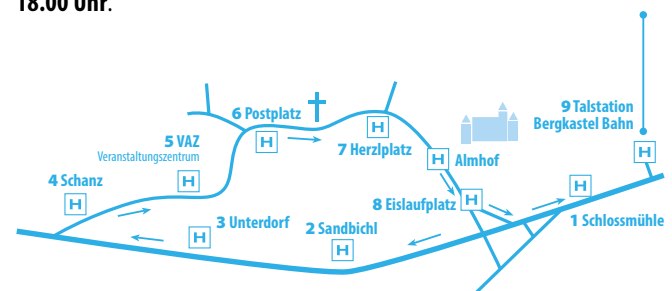 18.00 Uhr.
6 Postplatz
9 Talstation
Bergkastel Bahn
5 VAZ
Veranstaltungszentrum
H
H
7 Herzlplatz
H
Almhof
H
H
4 Schanz
H
H
8 Eislaufplatz
H
H
3 Unterdorf
H
2 Sandbichl
H
1 Schlossmühle